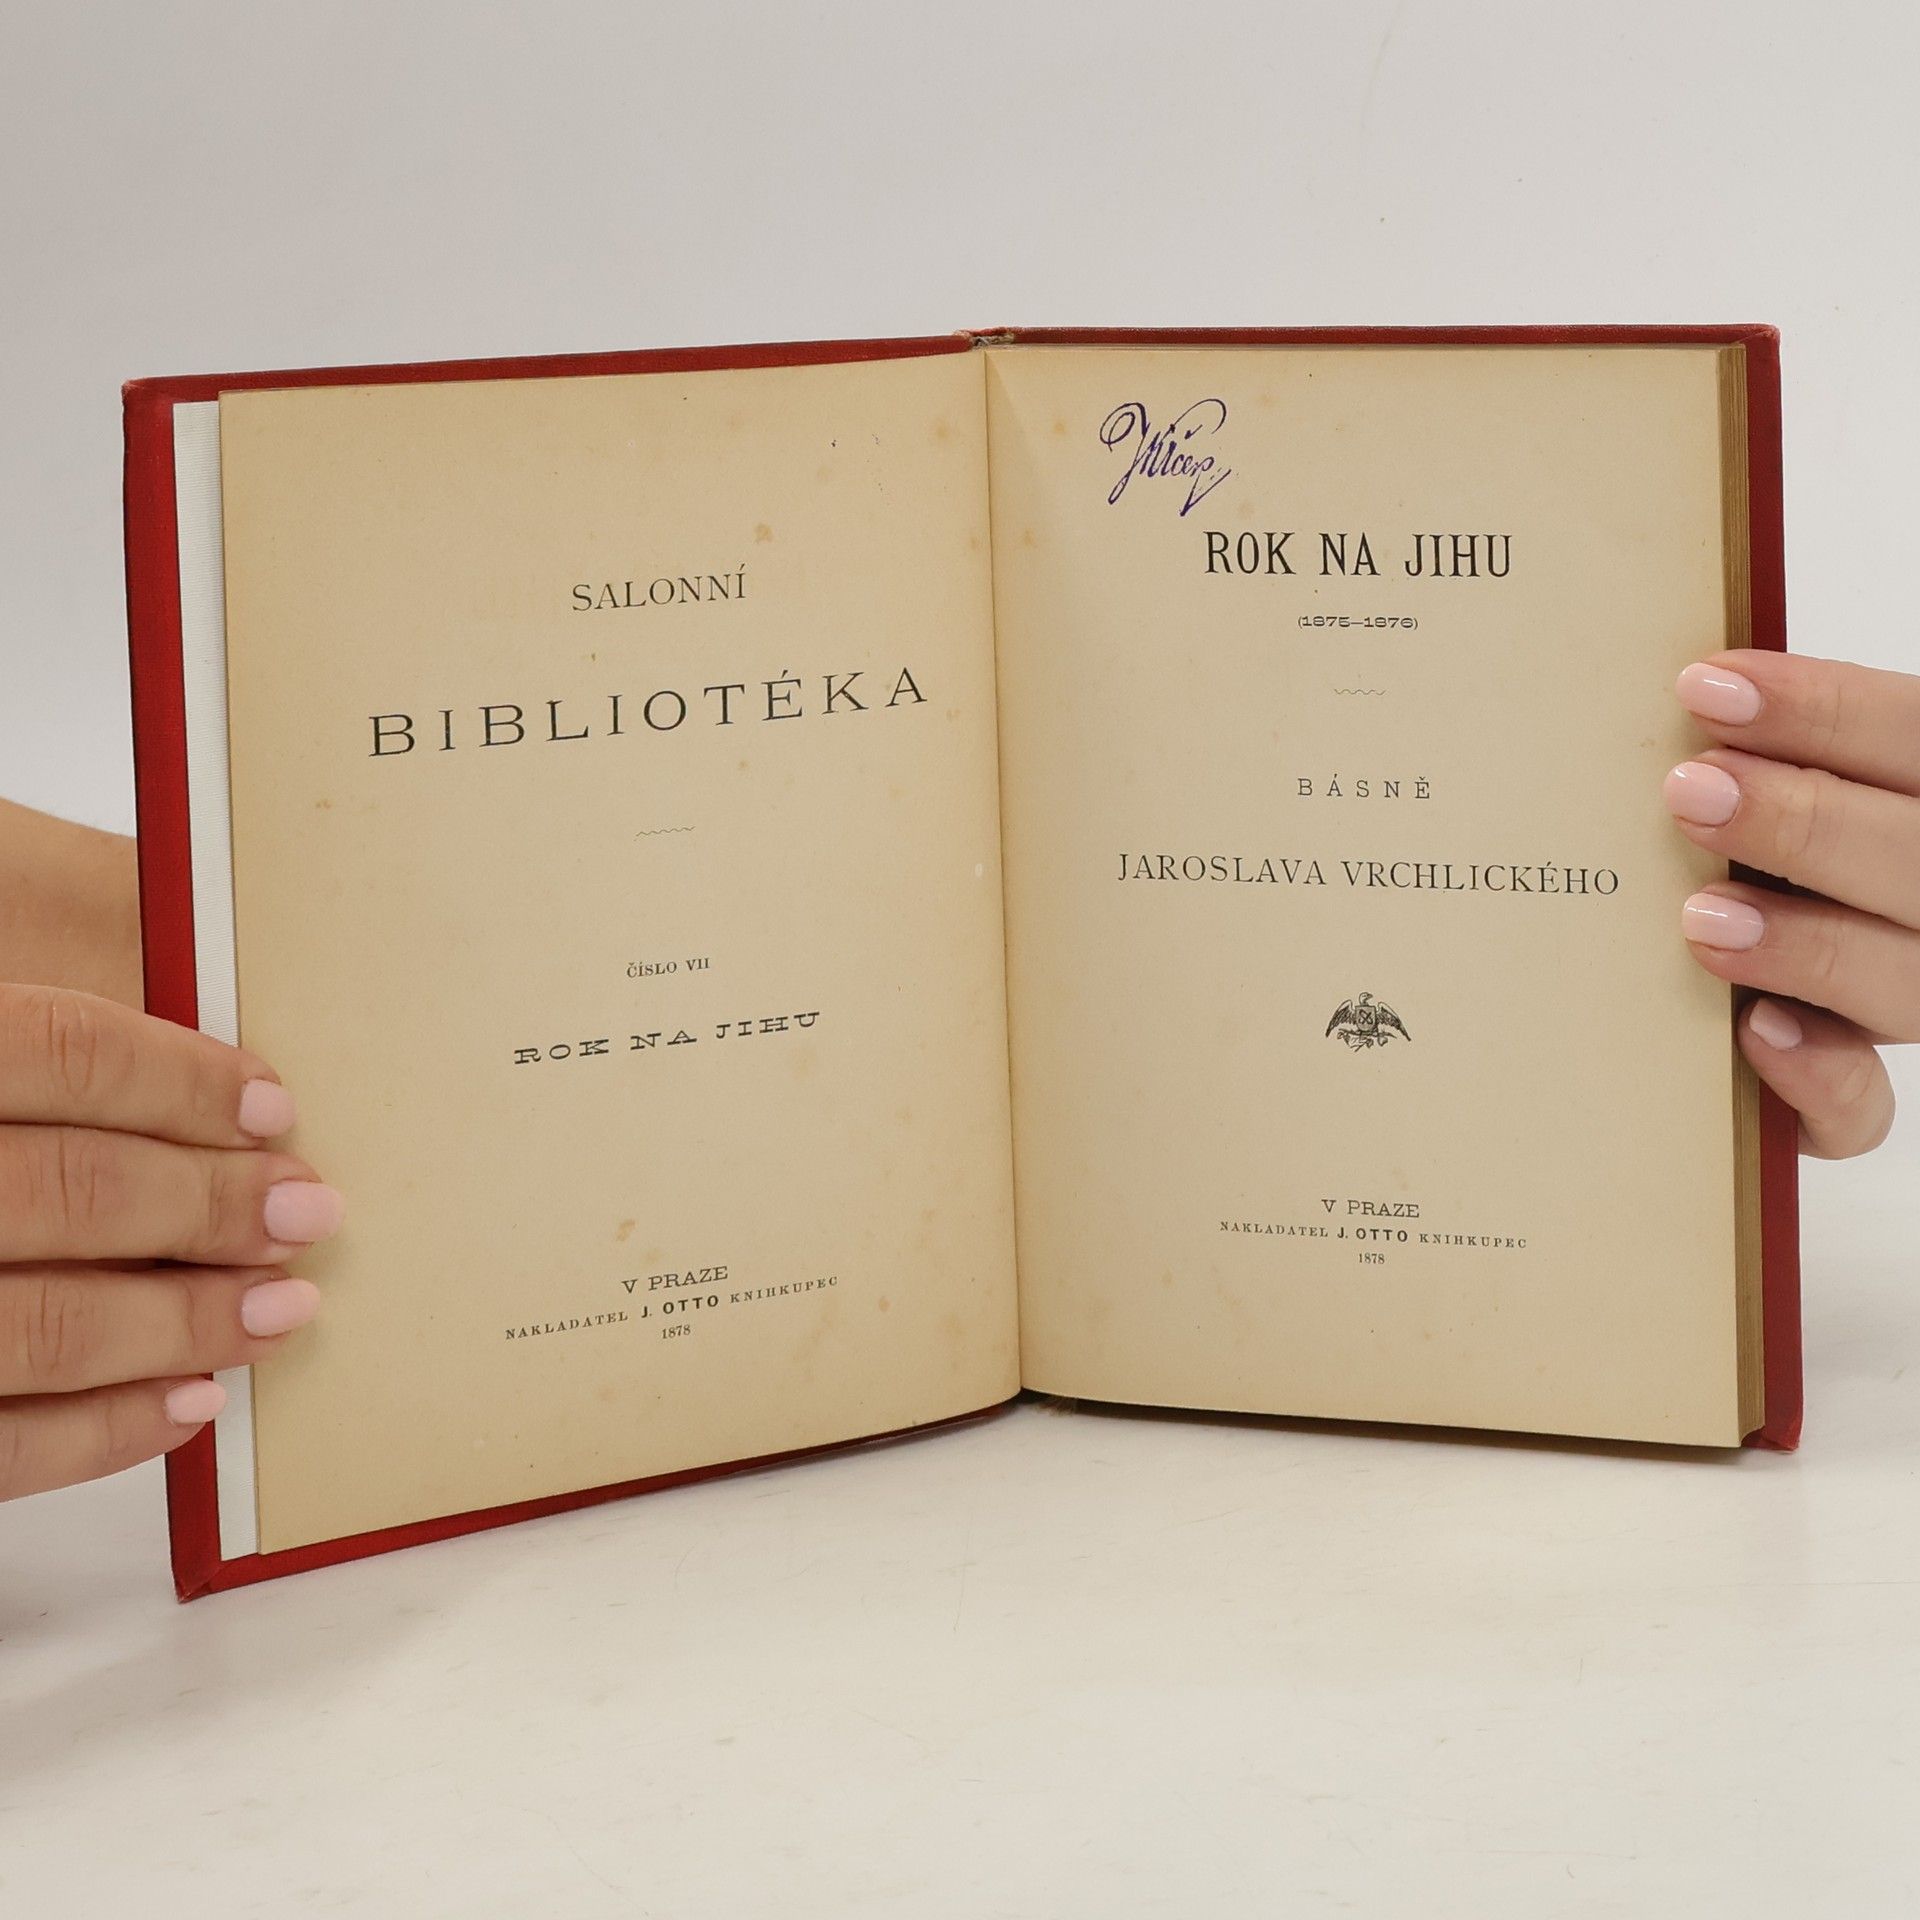 SALONNÍ
BIBLIOTÉKA
ČÍSLO VII
ROK NA JIHU
V PRAZE
NAKLADATEL J. OTTO KNIHKUPEC
1878
ROK NA JIHU
(1875—1876)
BÁSNĚ
JAROSLAVA VRCHLICKÉHO
V PRAZE
NAKLADATEL J. OTTO KNIHKUPEC
1878